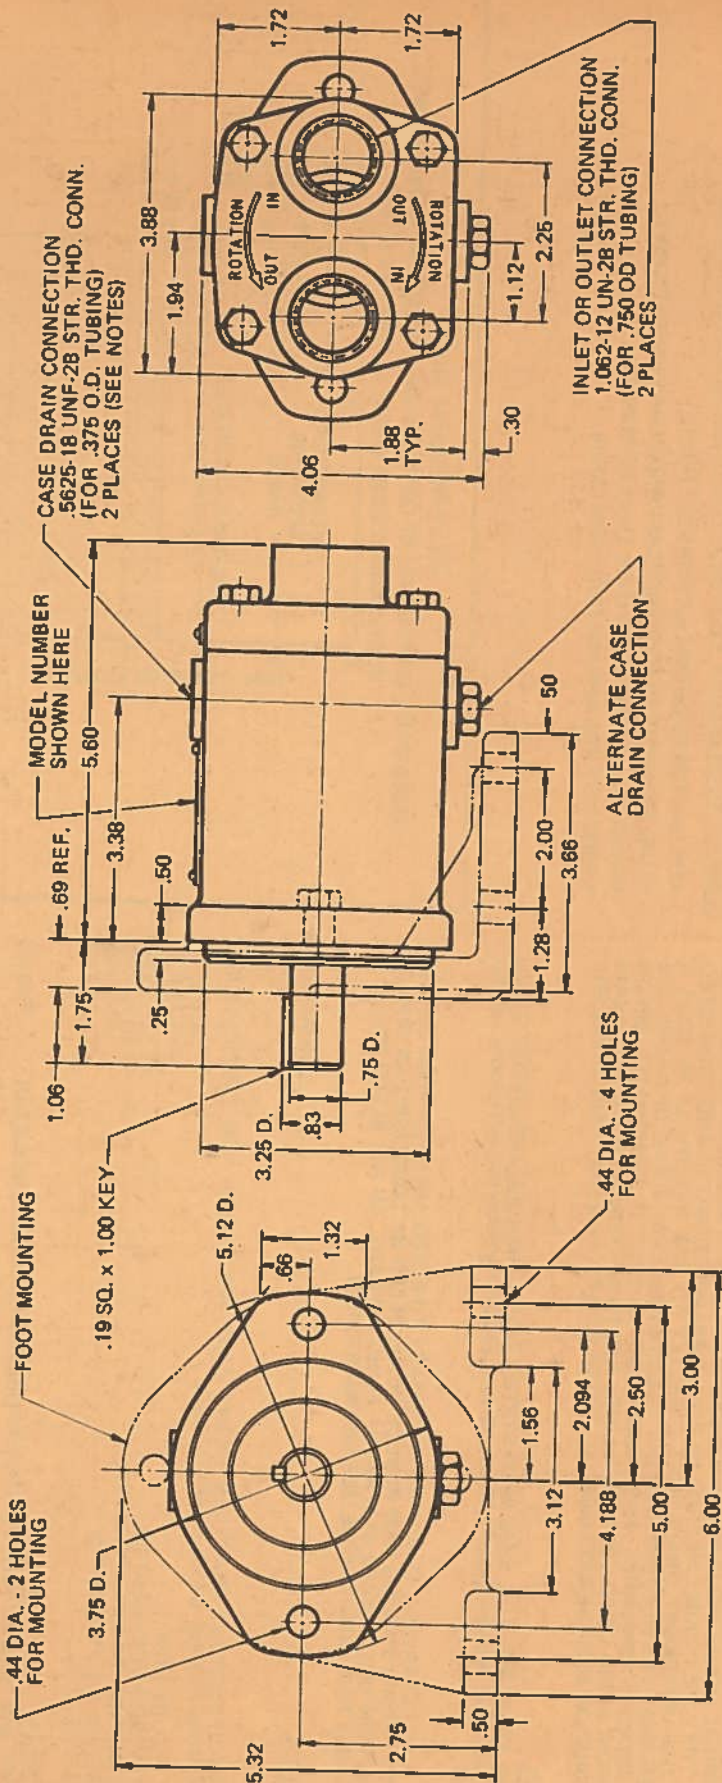 .44 DIA. - 2 HOLES
FOR MOUNTING
FOOT MOUNTING
3.75 D.
5.12 D.
.66
1.32
5.32
2.75
.50
1.56
3.12
2.094
4.188
2.50
5.00
3.00
6.00
.44 DIA. - 4 HOLES
FOR MOUNTING
.19 SQ. x 1.00 KEY
1.06
1.75
.69 REF.
5.60
3.38
.50
.25
3.25 D.
.83
.75 D.
1.28
2.00
3.66
.50
MODEL NUMBER
SHOWN HERE
CASE DRAIN CONNECTION
.5625-18 UNF-2B STR. THD. CONN.
(FOR .375 O.D. TUBING)
2 PLACES (SEE NOTES)
ALTERNATE CASE
DRAIN CONNECTION
3.88
1.94
1.72
1.72
4.06
1.88
TYP.
.30
1.12
2.25
ROTATION
OUT
IN
IN
OUT
ROTATION
INLET OR OUTLET CONNECTION
1.062-12 UN-2B STR. THD. CONN.
(FOR .750 OD TUBING)
2 PLACES